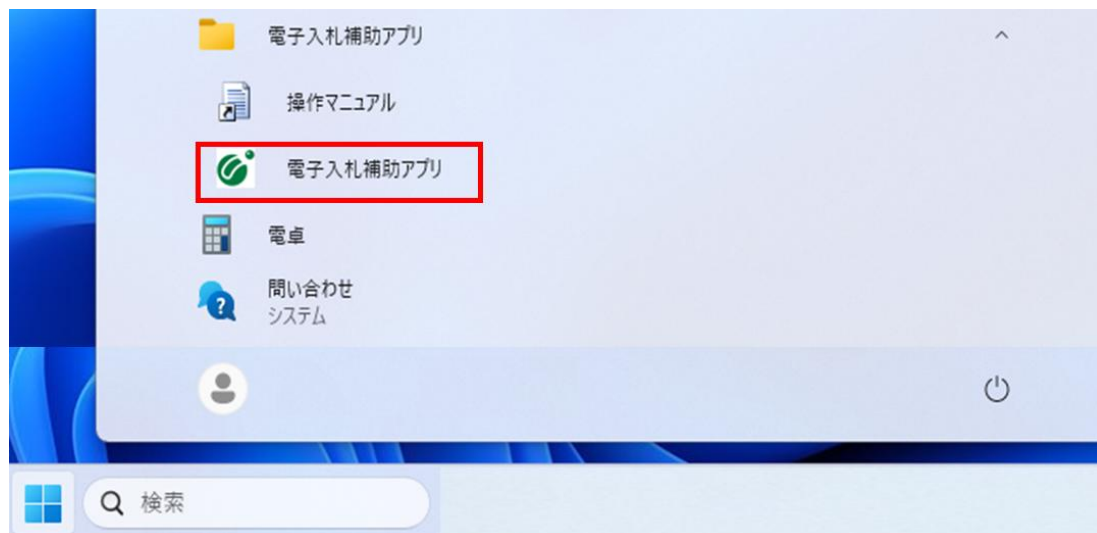 電子入札補助アプリ
操作マニュアル
電子入札補助アプリ
電卓
問い合わせ
システム
検索